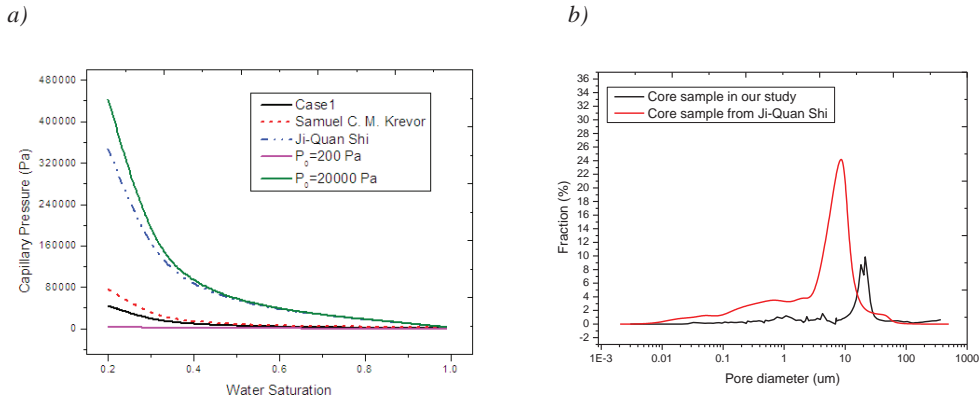 a)
480000
400000
320000
240000
160000
80000
0
Capillary Pressure (Pa)
Case1
Samuel C. M. Krevor
Ji-Quan Shi
P0=200 Pa
P0=20000 Pa
0.2 0.4 0.6 0.8 1.0
Water Saturation
b)
36
34
32
30
28
26
24
22
20
18
16
14
12
10
8
6
4
2
0
-2
Fraction (%)
Core sample in our study
Core sample from Ji-Quan Shi
1E-3 0.01 0.1 1 10 100 1000
Pore diameter (um)